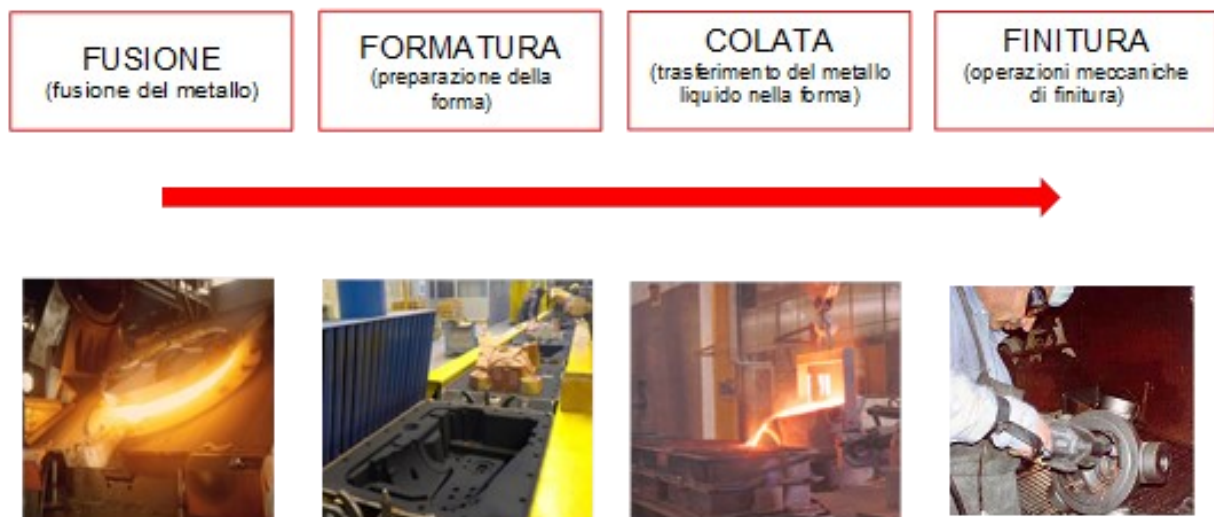 FUSIONE
(fusione del metallo)
FORMATURA
(preparazione della
forma)
COLATA
(trasferimento del metallo
liquido nella forma)
FINITURA
(operazioni meccaniche
di finitura)